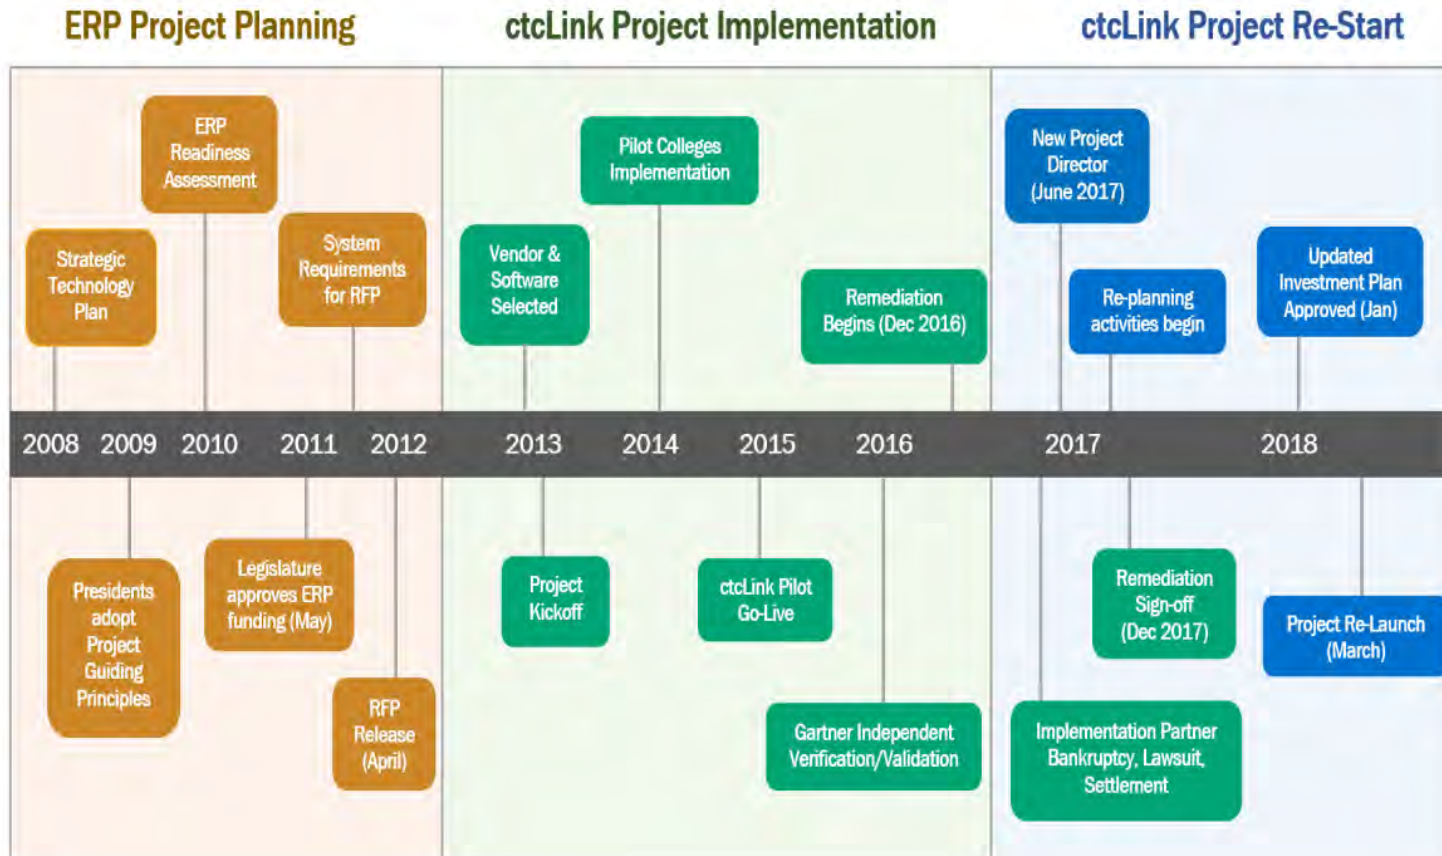 ERP Project Planning
ctcLink Project Implementation
ctcLink Project Re-Start
ERP
Readiness
Assessment
Strategic
Technology
Plan
System
Requirements
for RFP
Pilot Colleges
Implementation
Vendor &
Software
Selected
Remediation
Begins (Dec 2016)
New Project
Director
(June 2017)
Re-planning
activities begin
Updated
Investment Plan
Approved (Jan)
2008 2009 2010 2011 2012 2013 2014 2015 2016 2017 2018
Presidents
adopt
Project
Guiding
Principles
Legislature
approves ERP
funding (May)
RFP
Release
(April)
Project
Kickoff
ctcLink Pilot
Go-Live
Gartner Independent
Verification/Validation
Remediation
Sign-off
(Dec 2017)
Implementation Partner
Bankruptcy, Lawsuit,
Settlement
Project Re-Launch
(March)